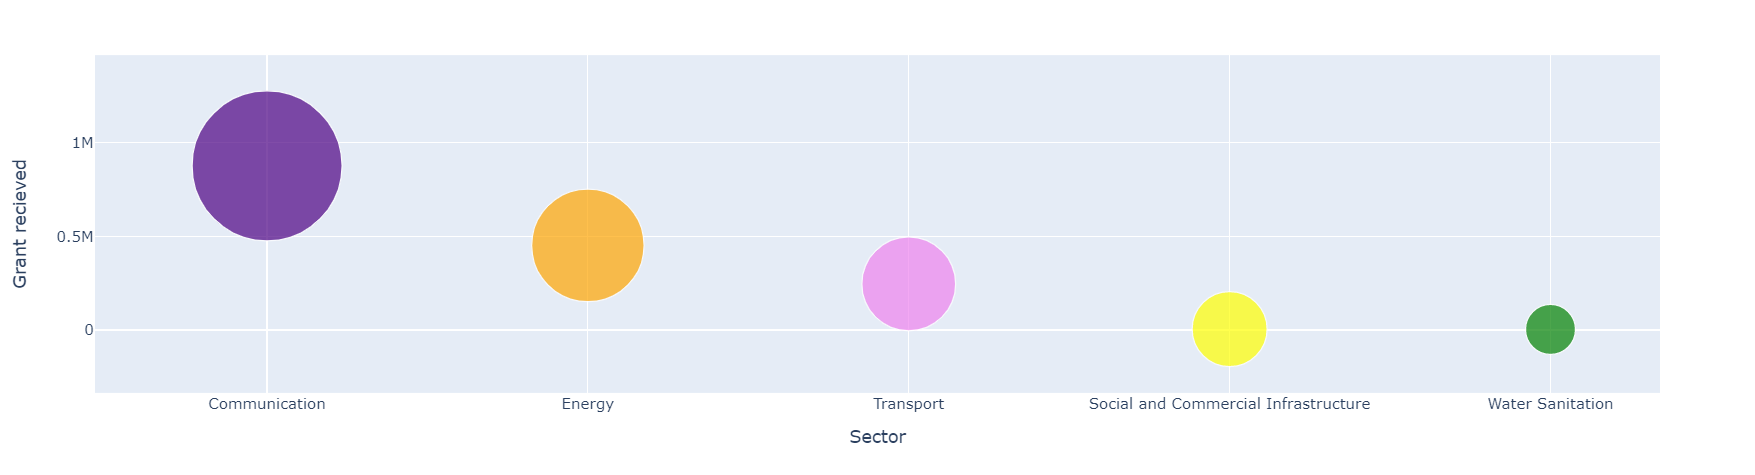 Grant recieved
1M
0.5M
0
Communication
Energy
Transport
Social and Commercial Infrastructure
Water Sanitation
Sector